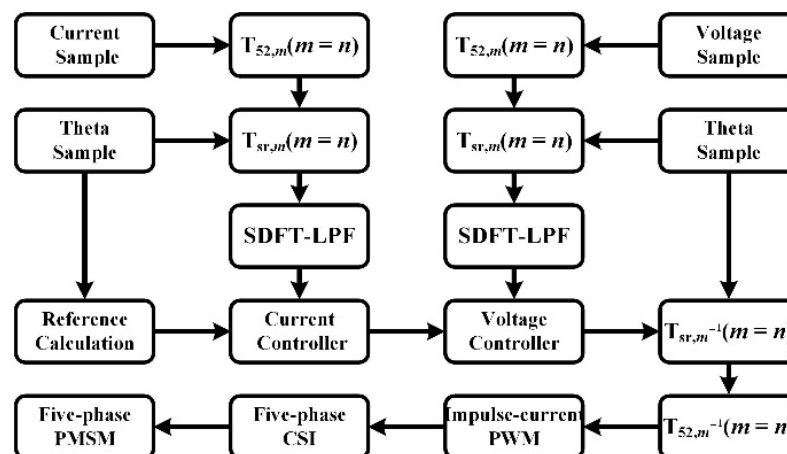 Current
Sample
T52,m(m = n)
T52,m(m = n)
Voltage
Sample
Theta
Sample
Tsr,m(m = n)
Tsr,m(m = n)
Theta
Sample
SDFT-LPF
SDFT-LPF
Reference
Calculation
Current
Controller
Voltage
Controller
Tsr,m⁻¹(m = n)
Five-phase
PMSM
Five-phase
CSI
Impulse-current
PWM
T52,m⁻¹(m = n)